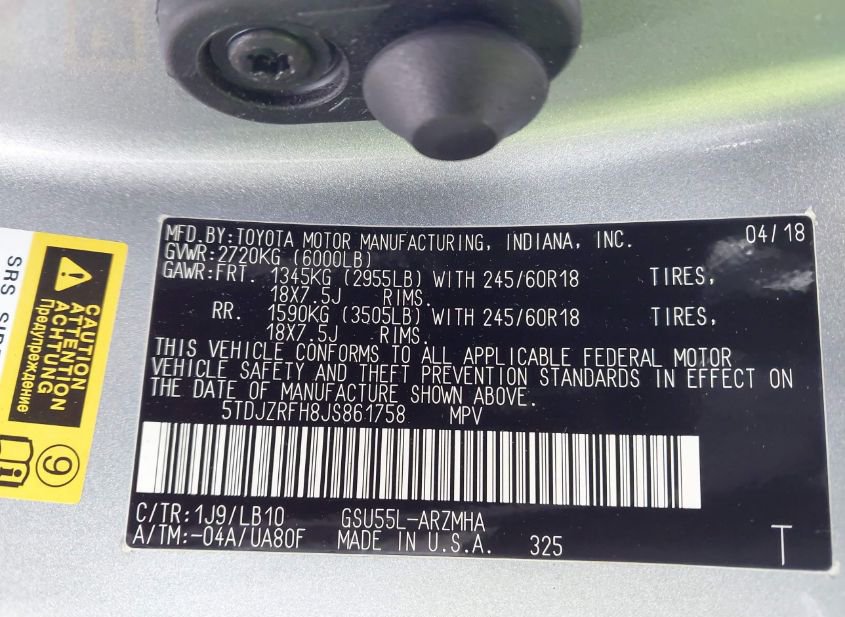 MFD.BY:TOYOTA MOTOR MANUFACTURING, INDIANA, INC. 04/18
GVWR:2720KG (6000LB)
GAWR:FRT. 1345KG (2955LB) WITH 245/60R18 TIRES,
18X7.5J RIMS.
RR. 1590KG (3505LB) WITH 245/60R18 TIRES,
18X7.5J RIMS.
THIS VEHICLE CONFORMS TO ALL APPLICABLE FEDERAL MOTOR
VEHICLE SAFETY AND THEFT PREVENTION STANDARDS IN EFFECT ON
THE DATE OF MANUFACTURE SHOWN ABOVE.
5TDJZRFH8JS861758 MPV
C/TR:1J9/LB10 GSU55L-ARZMHA
A/TM:-04A/UA80F MADE IN U.S.A. 325 T
CAUTION
ATTENTION
ACHTUNG
Предупреждение
9
SRS